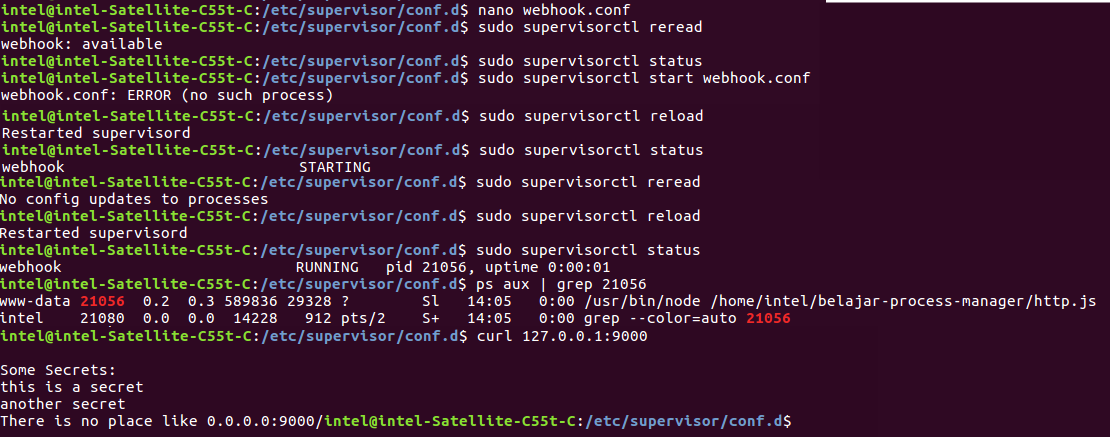 intel@intel-Satellite-C55t-C:/etc/supervisor/conf.d$ nano webhook.conf
intel@intel-Satellite-C55t-C:/etc/supervisor/conf.d$ sudo supervisorctl reread
webhook: available
intel@intel-Satellite-C55t-C:/etc/supervisor/conf.d$ sudo supervisorctl status
intel@intel-Satellite-C55t-C:/etc/supervisor/conf.d$ sudo supervisorctl start webhook.conf
webhook.conf: ERROR (no such process)
intel@intel-Satellite-C55t-C:/etc/supervisor/conf.d$ sudo supervisorctl reload
Restarted supervisord
intel@intel-Satellite-C55t-C:/etc/supervisor/conf.d$ sudo supervisorctl status
webhook                          STARTING
intel@intel-Satellite-C55t-C:/etc/supervisor/conf.d$ sudo supervisorctl reread
No config updates to processes
intel@intel-Satellite-C55t-C:/etc/supervisor/conf.d$ sudo supervisorctl reload
Restarted supervisord
intel@intel-Satellite-C55t-C:/etc/supervisor/conf.d$ sudo supervisorctl status
webhook                          RUNNING   pid 21056, uptime 0:00:01
intel@intel-Satellite-C55t-C:/etc/supervisor/conf.d$ ps aux | grep 21056
www-data 21056  0.2  0.3 589836 29328 ?        Sl   14:05   0:00 /usr/bin/node /home/intel/belajar-process-manager/http.js
intel    21080  0.0  0.0  14228   912 pts/2    S+   14:05   0:00 grep --color=auto 21056
intel@intel-Satellite-C55t-C:/etc/supervisor/conf.d$ curl 127.0.0.1:9000
Some Secrets:
this is a secret
another secret
There is no place like 0.0.0.0:9000/intel@intel-Satellite-C55t-C:/etc/supervisor/conf.d$